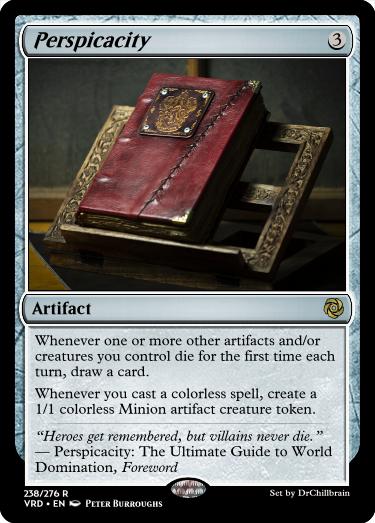 Perspicacity 3
Artifact
Whenever one or more other artifacts and/or
creatures you control die for the first time each
turn, draw a card.
Whenever you cast a colorless spell, create a
1/1 colorless Minion artifact creature token.
“Heroes get remembered, but villains never die.”
— Perspicacity: The Ultimate Guide to World
Domination, Foreword
238/276 R
VRD • EN Peter Burroughs
Set by DrChillbrain